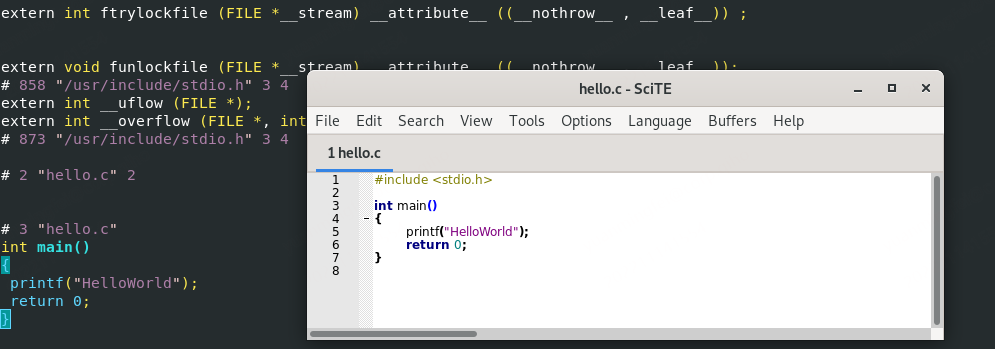 extern int ftrylockfile (FILE *__stream) __attribute__ ((__nothrow__ , __leaf__)) ;
extern void funlockfile (FILE *__stream) __attribute__ ((__nothrow__ , __leaf__));
# 858 "/usr/include/stdio.h" 3 4
extern int __uflow (FILE *);
extern int __overflow (FILE *, int
# 873 "/usr/include/stdio.h" 3 4
# 2 "hello.c" 2
# 3 "hello.c"
int main()
{
printf("HelloWorld");
return 0;
}
hello.c - SciTE
File Edit Search View Tools Options Language Buffers Help
1 hello.c
1 #include <stdio.h>
2
3 int main()
4 {
5 printf("HelloWorld");
6 return 0;
7 }
8